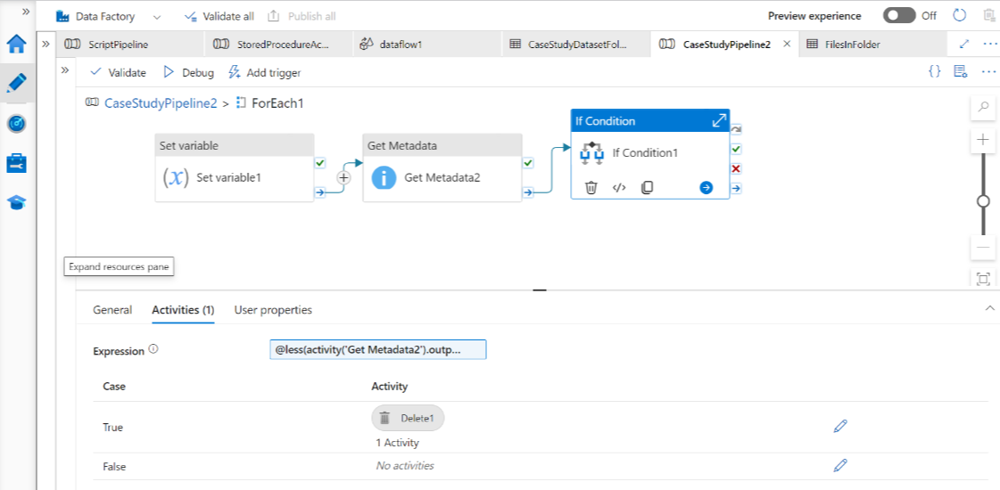 Data Factory
Validate all
Publish all
Preview experience
Off
ScriptPipeline
StoredProcedureAc...
dataflow1
CaseStudyDatasetFol...
CaseStudyPipeline2
FilesInFolder
Validate
Debug
Add trigger
CaseStudyPipeline2 > ForEach1
Set variable
(x) Set variable1
Get Metadata
Get Metadata2
If Condition
If Condition1
Expand resources pane
General
Activities (1)
User properties
Expression
@less(activity('Get Metadata2').outp...
Case
Activity
True
Delete1
1 Activity
False
No activities